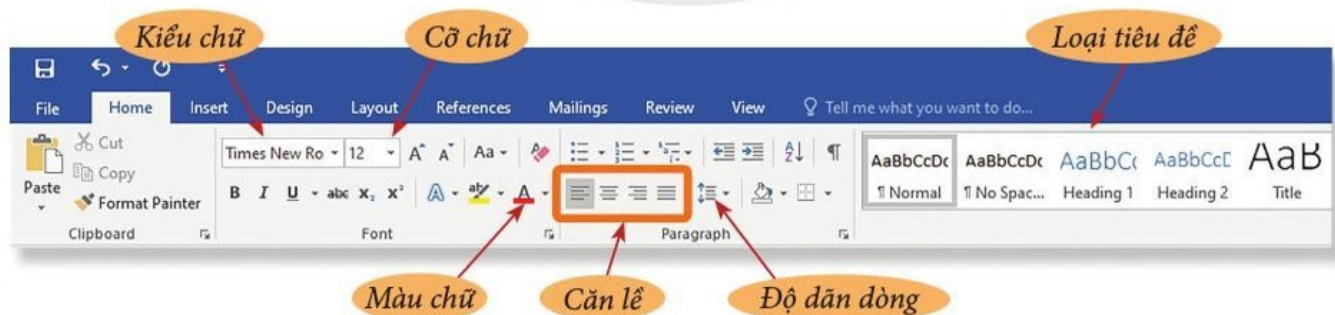 Kiểu chữ Cỡ chữ Loại tiêu đề
File Home Insert Design Layout References Mailings Review View Tell me what you want to do...
Cut
Times New Ro 12 A A Aa
Copy
AaBbCcDc AaBbCcDc AaBbCc AaBbCcE AaB
Paste
Format Painter
B I U abc X₂ X² A aby A
¶ Normal ¶ No Spac... Heading 1 Heading 2 Title
Clipboard Font Paragraph
Màu chữ Căn lề Độ dãn dòng